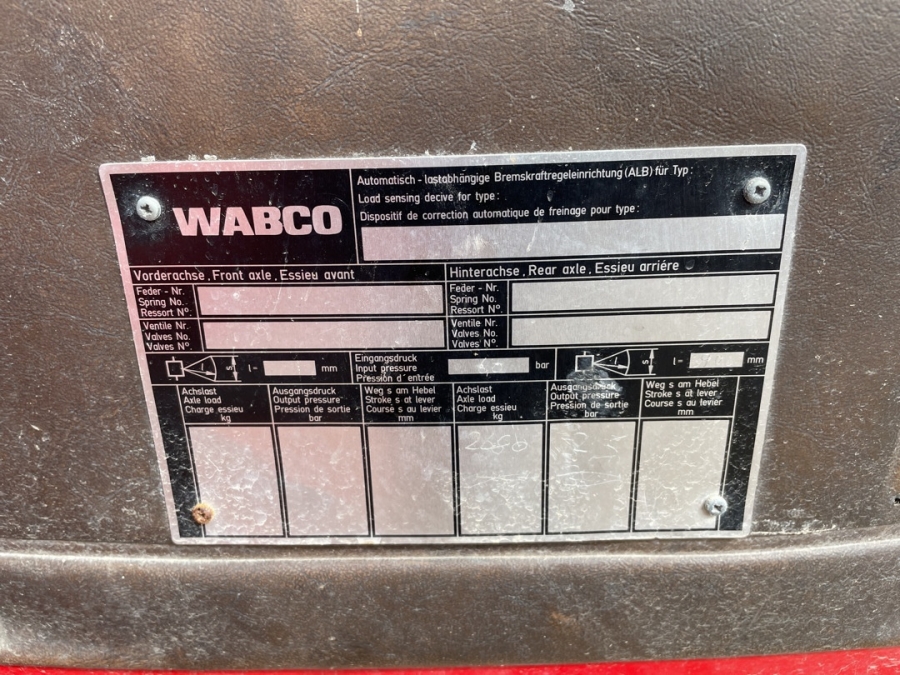 WABCO
Automatisch - lastabhängige Bremskraftregeleinrichtung (ALB) für Typ:
Load sensing decive for type:
Dispositif de correction automatique de freinage pour type:
Vorderachse, Front axle, Essieu avant
Hinterachse, Rear axle, Essieu arriére
Feder - Nr.
Spring No.
Ressort N°.
Feder - Nr.
Spring No.
Ressort N°.
Ventile Nr.
Valves No.
Valves N°.
Ventile Nr.
Valves No.
Valves N°.
s
l= mm
Eingangsdruck
Input pressure
Pression d'entrée
bar
s
l= mm
Achslast
Axle load
Charge essieu
kg
Ausgangsdruck
Output pressure
Pression de sortie
bar
Weg s am Hebel
Stroke s at lever
Course s au levier
mm
Achslast
Axle load
Charge essieu
kg
Ausgangsdruck
Output pressure
Pression de sortie
bar
Weg s am Hebel
Stroke s at lever
Course s au levier
mm